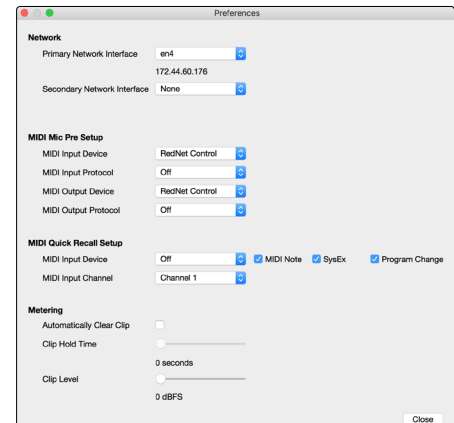 Preferences
Network
Primary Network Interface en4
172.44.60.176
Secondary Network Interface None
MIDI Mic Pre Setup
MIDI Input Device RedNet Control
MIDI Input Protocol Off
MIDI Output Device RedNet Control
MIDI Output Protocol Off
MIDI Quick Recall Setup
MIDI Input Device Off MIDI Note SysEx Program Change
MIDI Input Channel Channel 1
Metering
Automatically Clear Clip
Clip Hold Time
0 seconds
Clip Level
0 dBFS
Close